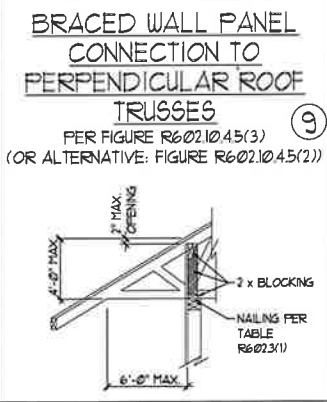 BRACED WALL PANEL
CONNECTION TO
PERPENDICULAR ROOF
TRUSSES
9
PER FIGURE R602.10.4.5(3)
(OR ALTERNATIVE: FIGURE R602.10.4.5(2))
2" MAX.
OPENING
4'-0" MAX.
2 x BLOCKING
NAILING PER
TABLE
R602.3(1)
6'-0" MAX.